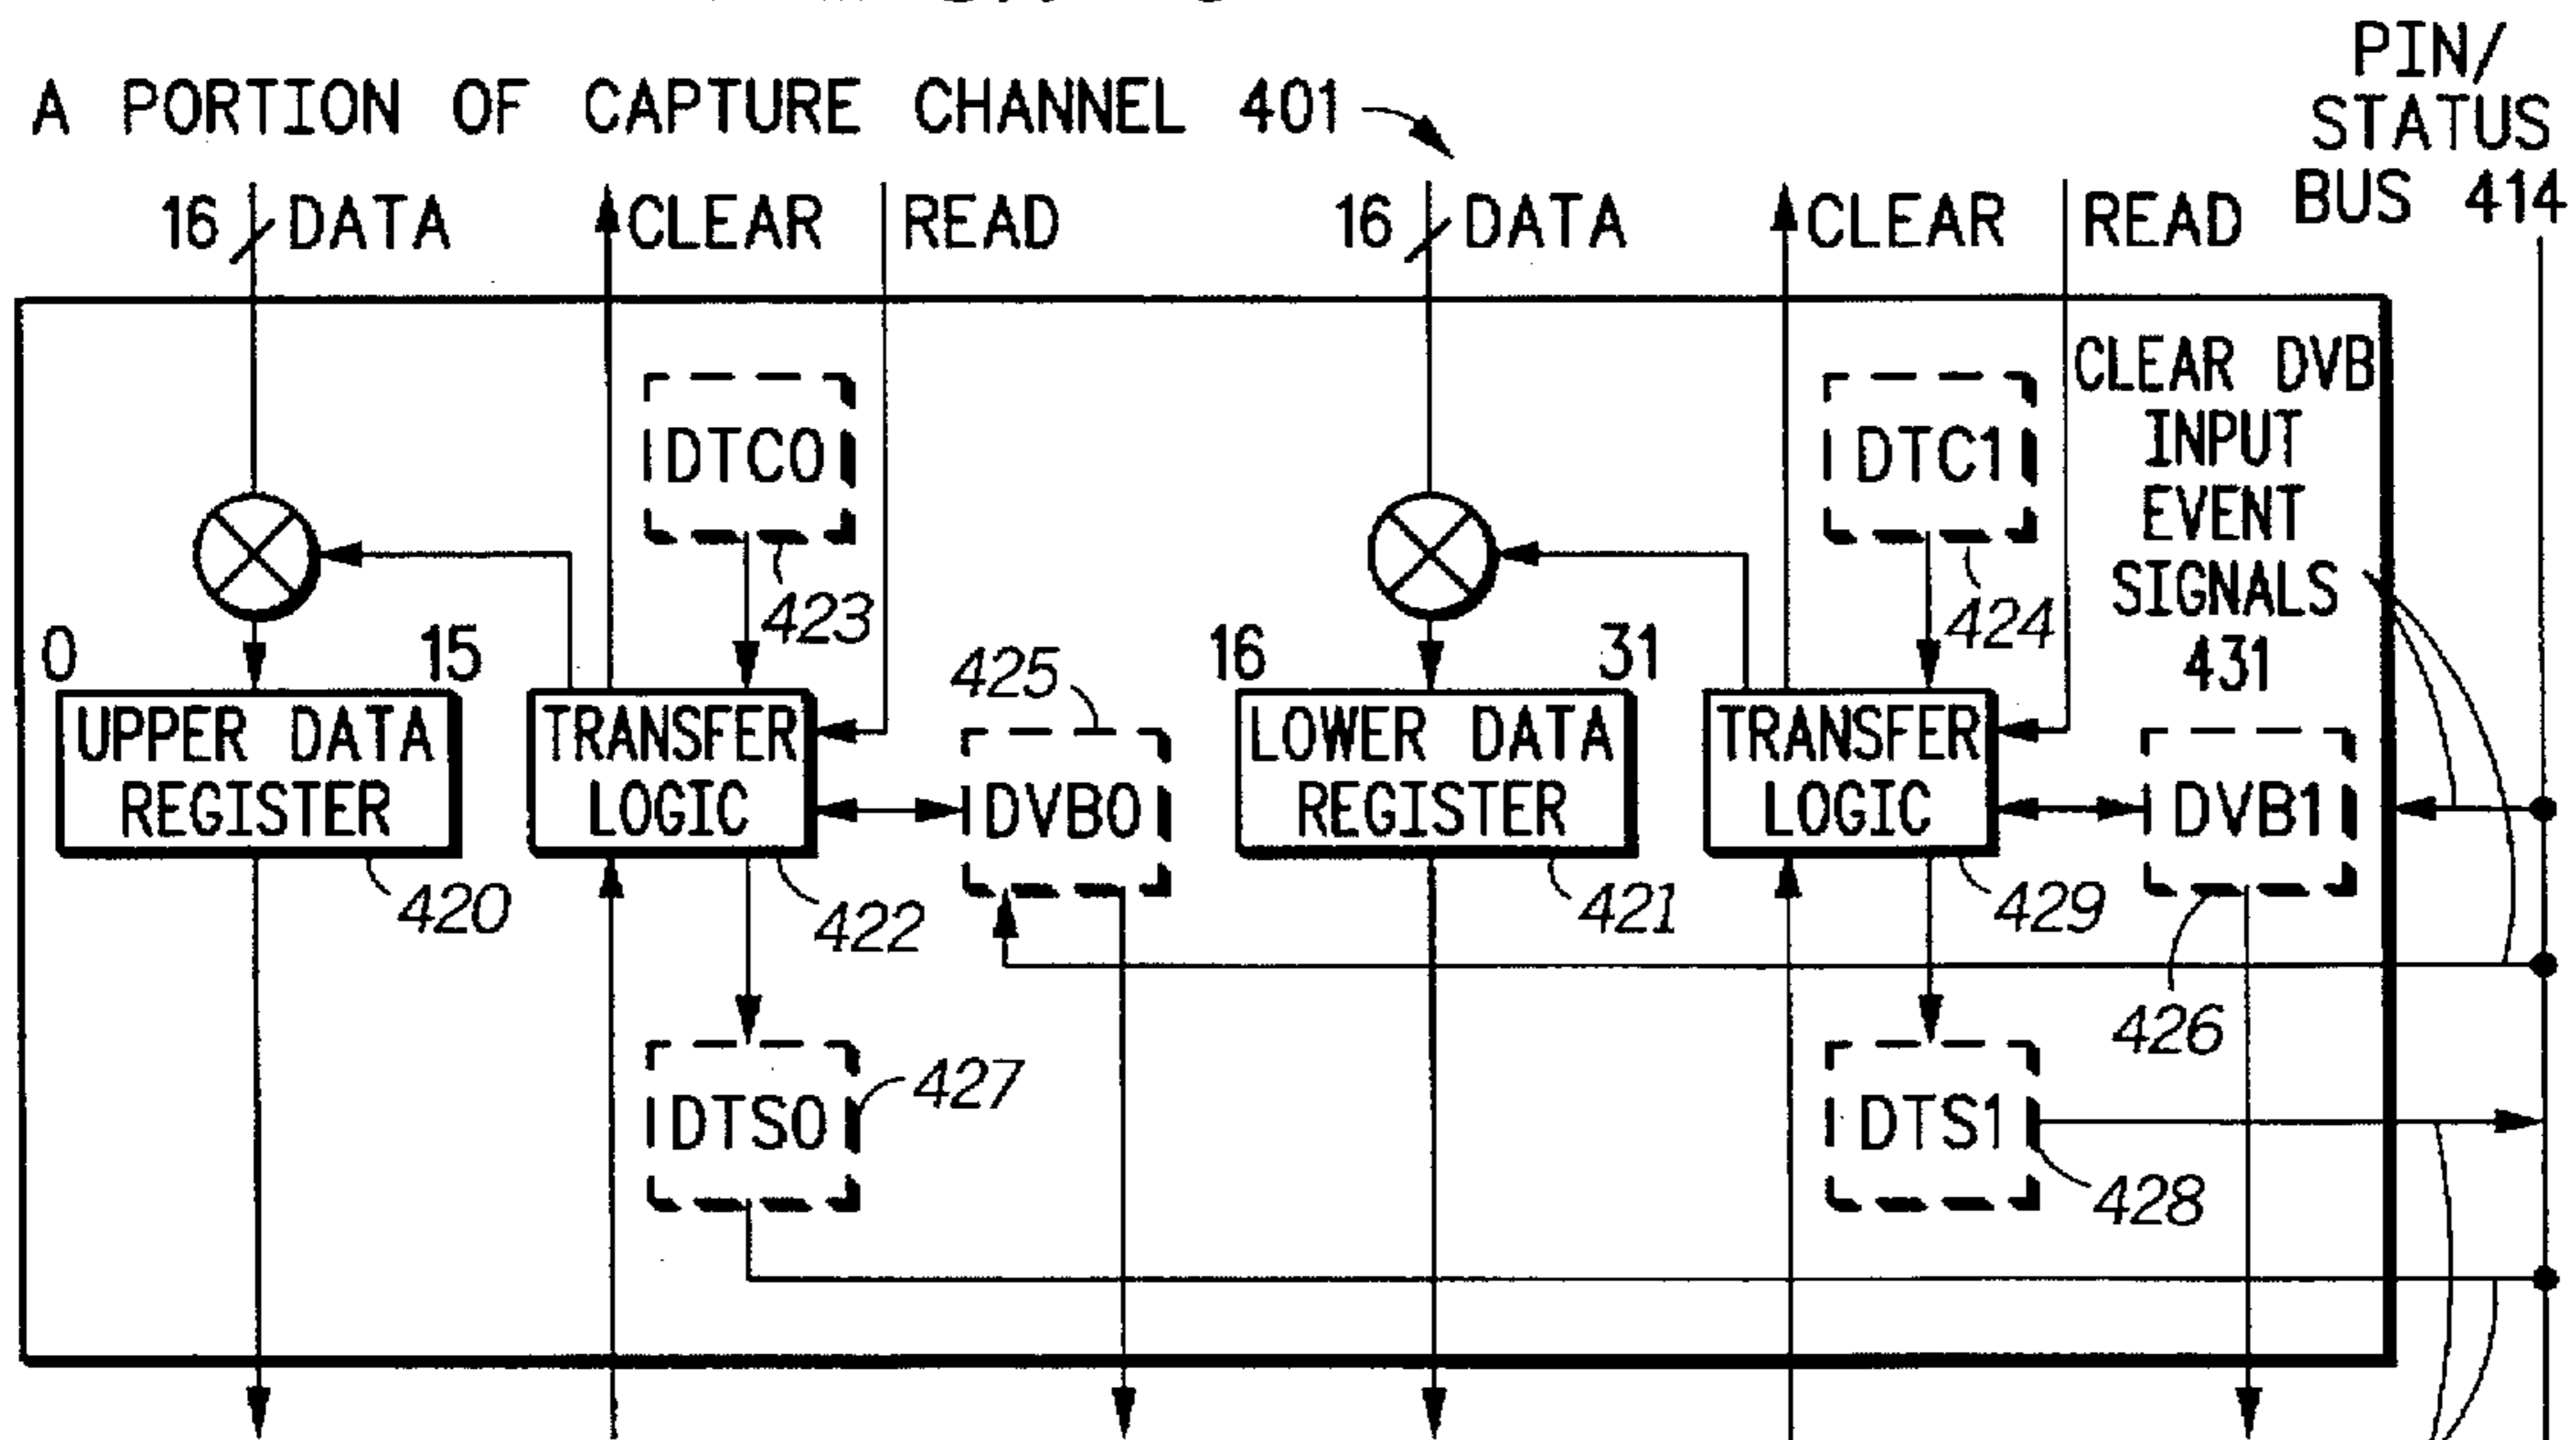 A PORTION OF CAPTURE CHANNEL 401
PIN/
STATUS
BUS 414
16 DATA CLEAR READ 16 DATA CLEAR READ
CLEAR DVB
INPUT
EVENT
SIGNALS
431
DTC0 DTC1
423 424
0 15 425 16 31
UPPER DATA REGISTER
TRANSFER LOGIC
DVB0
LOWER DATA REGISTER
TRANSFER LOGIC
DVB1
420 422 421 429
426
DTS0 427 DTS1 428